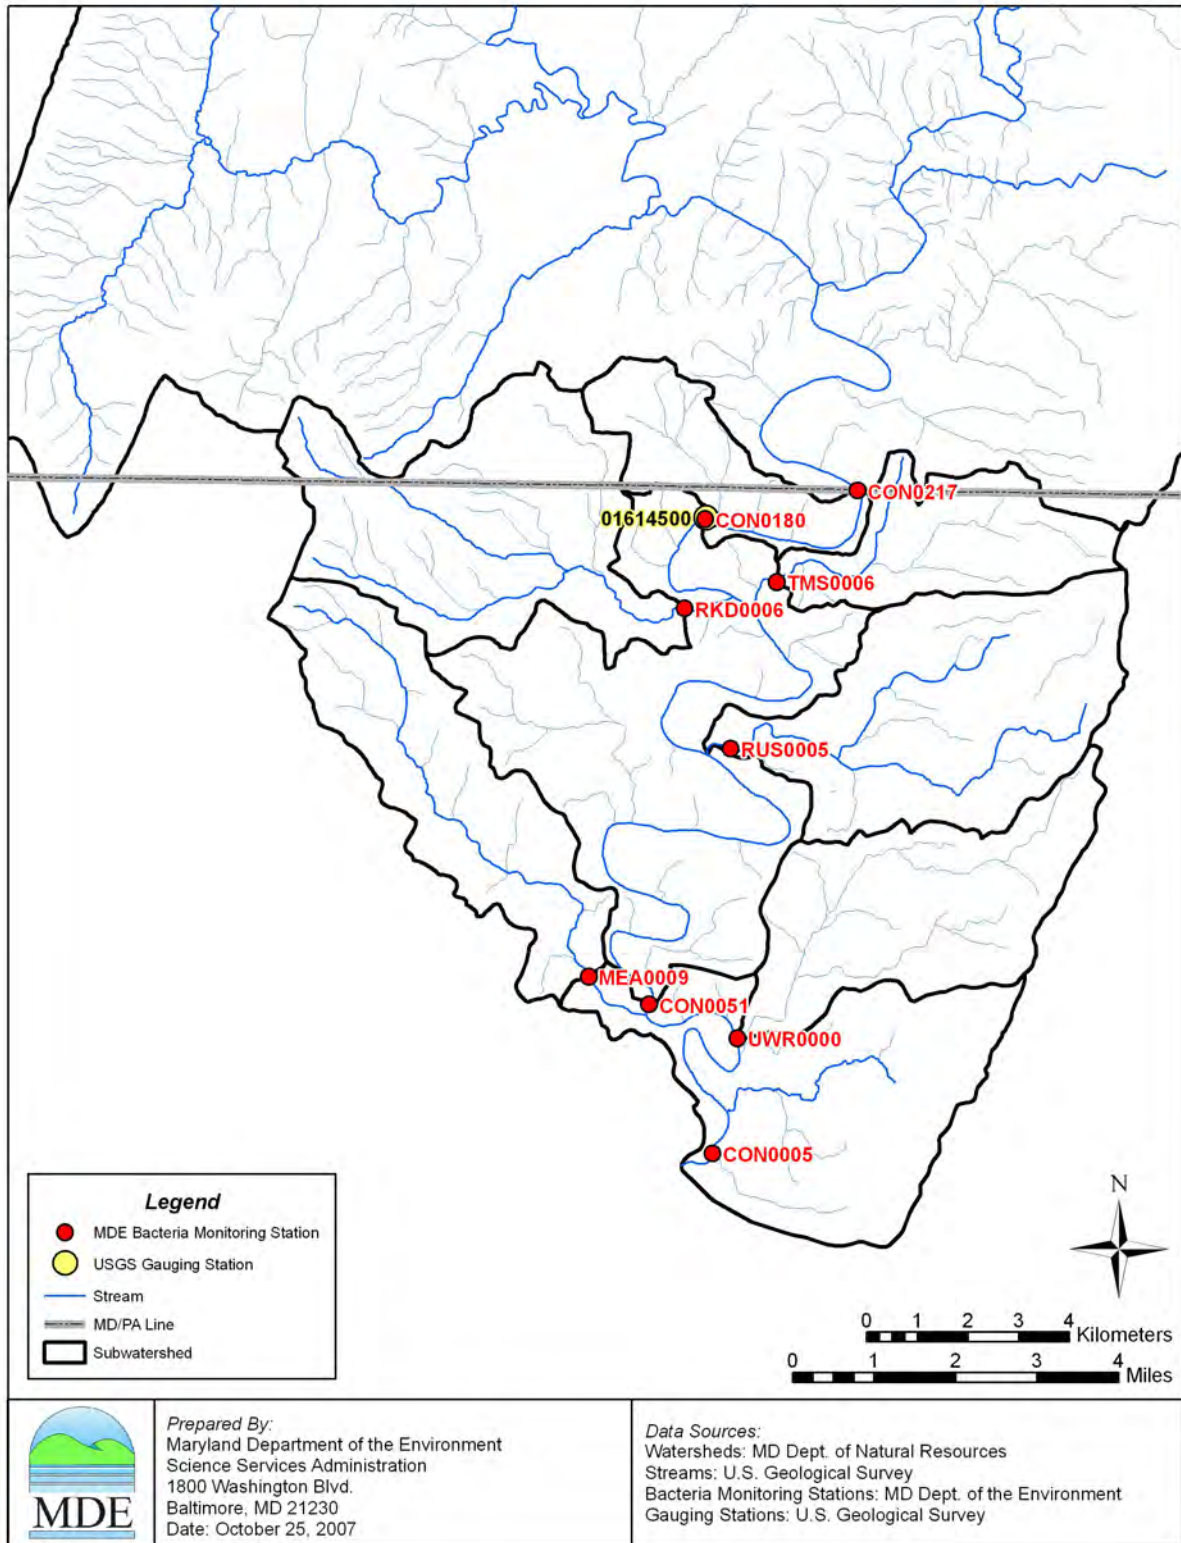 CON0217
01614500
CON0180
TMS0006
RKD0006
RUS0005
MEA0009
CON0051
UWR0000
CON0005
Legend
MDE Bacteria Monitoring Station
USGS Gauging Station
Stream
MD/PA Line
Subwatershed
N
0 1 2 3 4
Kilometers
0 1 2 3 4
Miles
MDE
Prepared By:
Maryland Department of the Environment
Science Services Administration
1800 Washington Blvd.
Baltimore, MD 21230
Date: October 25, 2007
Data Sources:
Watersheds: MD Dept. of Natural Resources
Streams: U.S. Geological Survey
Bacteria Monitoring Stations: MD Dept. of the Environment
Gauging Stations: U.S. Geological Survey